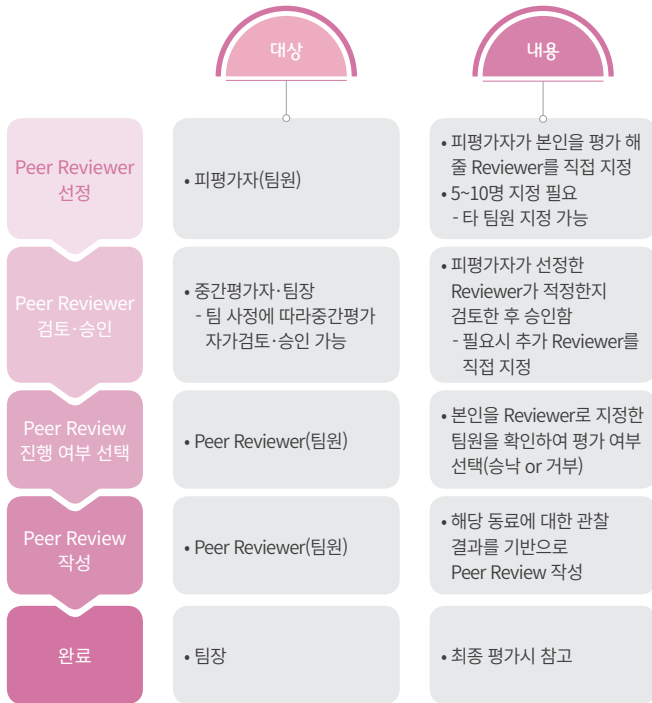 대상
내용
Peer Reviewer
선정
• 피평가자(팀원)
• 피평가자가 본인을 평가 해
줄 Reviewer를 직접 지정
• 5~10명 지정 필요
- 타 팀원 지정 가능
Peer Reviewer
검토·승인
• 중간평가자·팀장
- 팀 사정에 따라중간평가
자가검토·승인 가능
• 피평가자가 선정한
Reviewer가 적정한지
검토한 후 승인함
- 필요시 추가 Reviewer를
직접 지정
Peer Review
진행 여부 선택
• Peer Reviewer(팀원)
• 본인을 Reviewer로 지정한
팀원을 확인하여 평가 여부
선택(승낙 or 거부)
Peer Review
작성
• Peer Reviewer(팀원)
• 해당 동료에 대한 관찰
결과를 기반으로
Peer Review 작성
완료
• 팀장
• 최종 평가시 참고